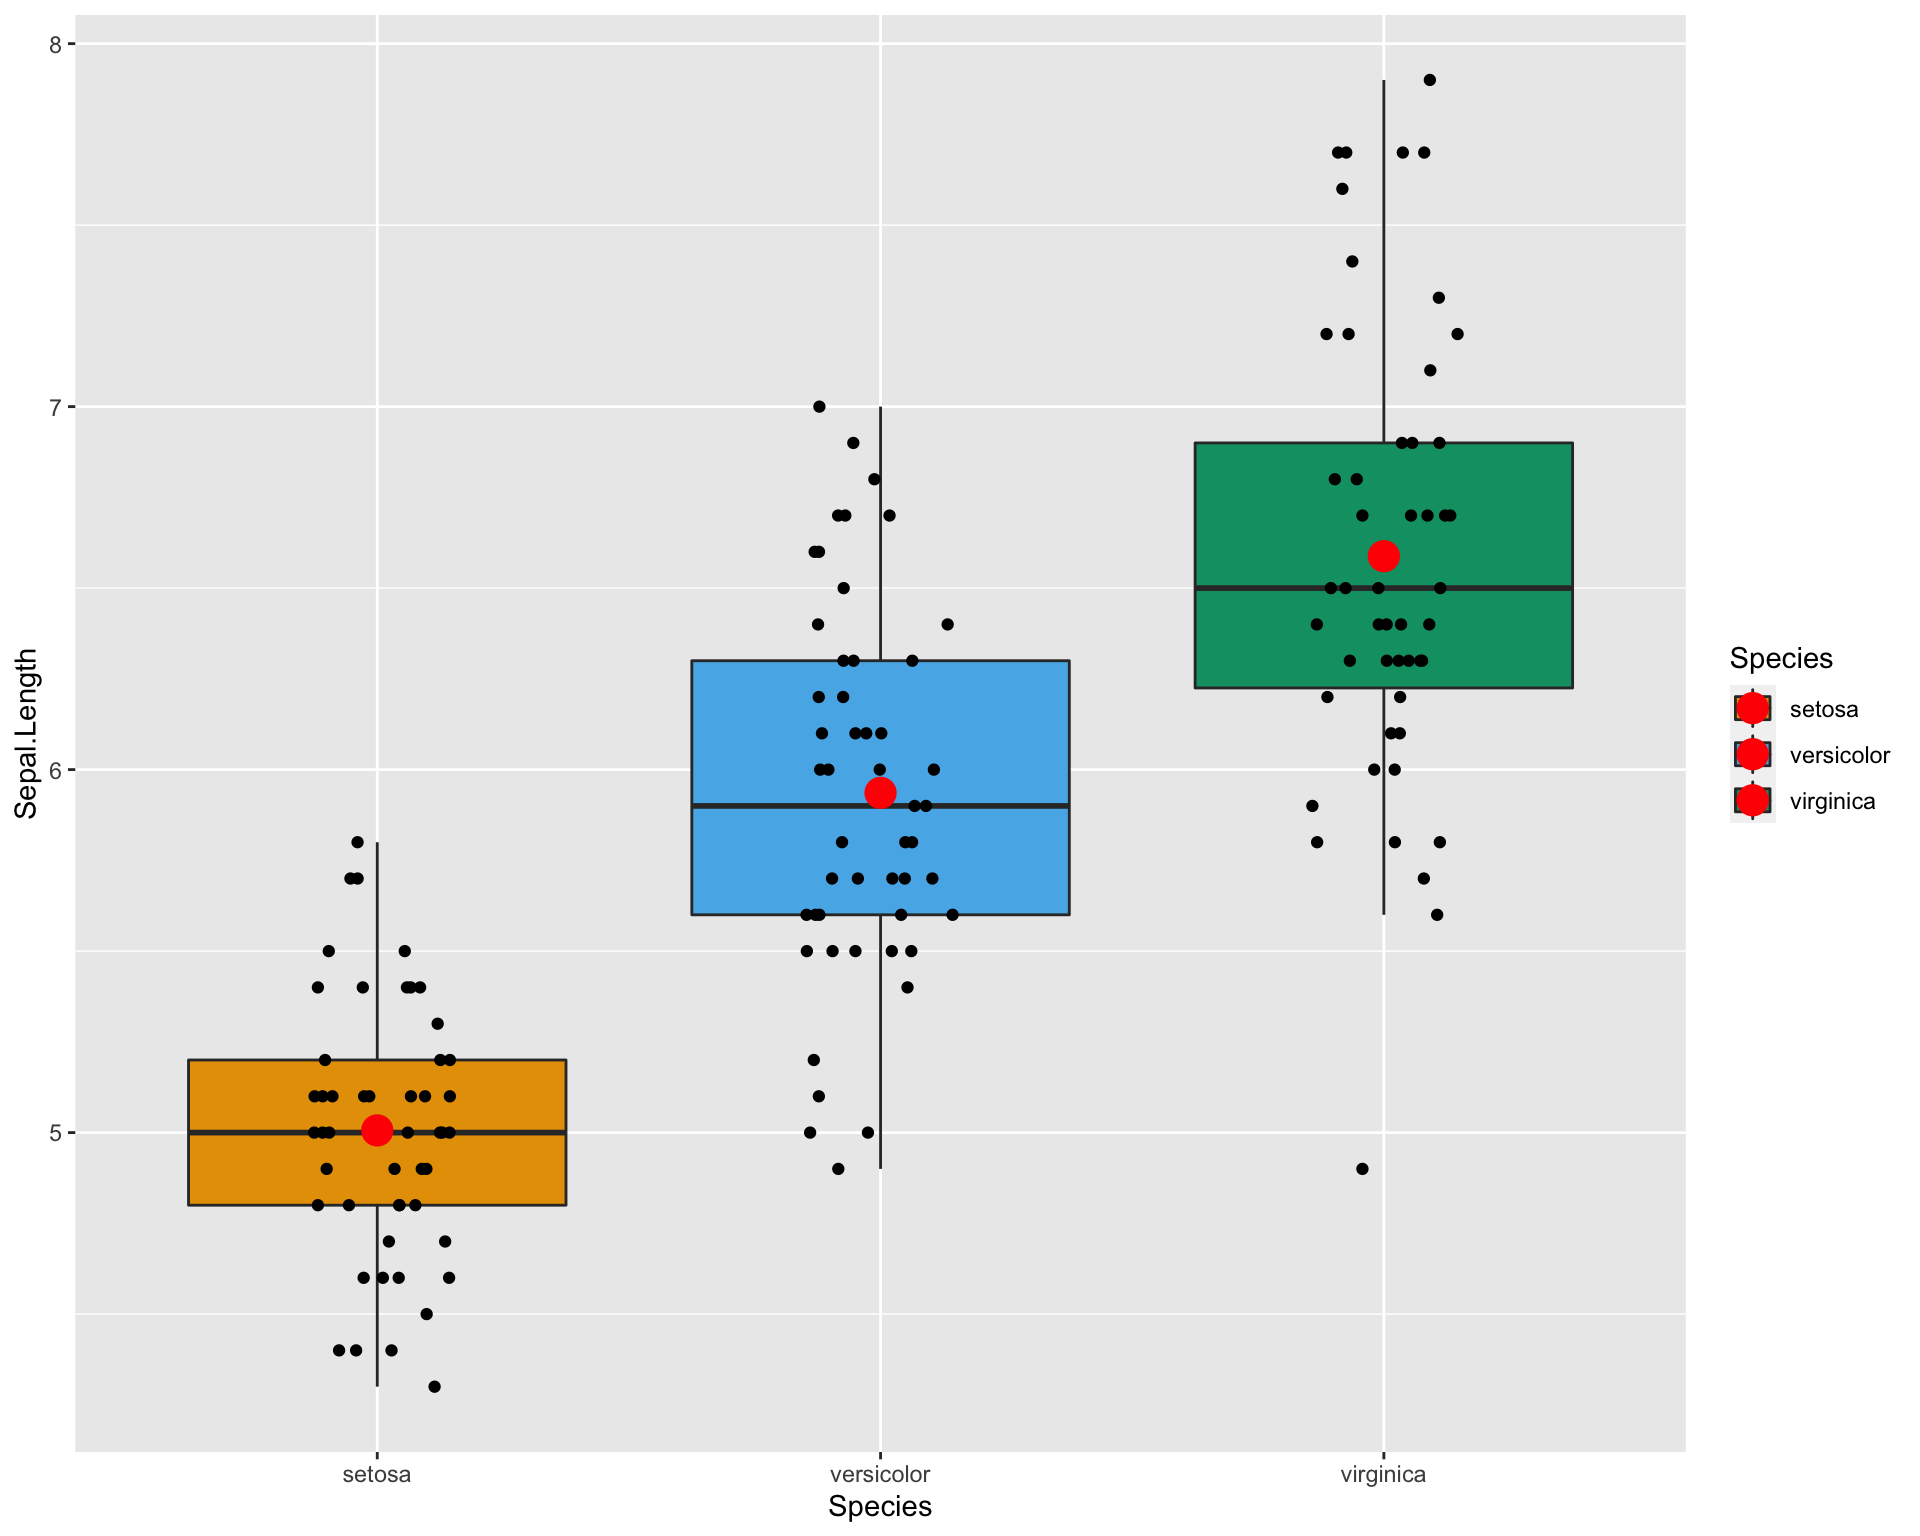 8
7
6
5
Sepal.Length
setosa
versicolor
virginica
Species
Species
setosa
versicolor
virginica